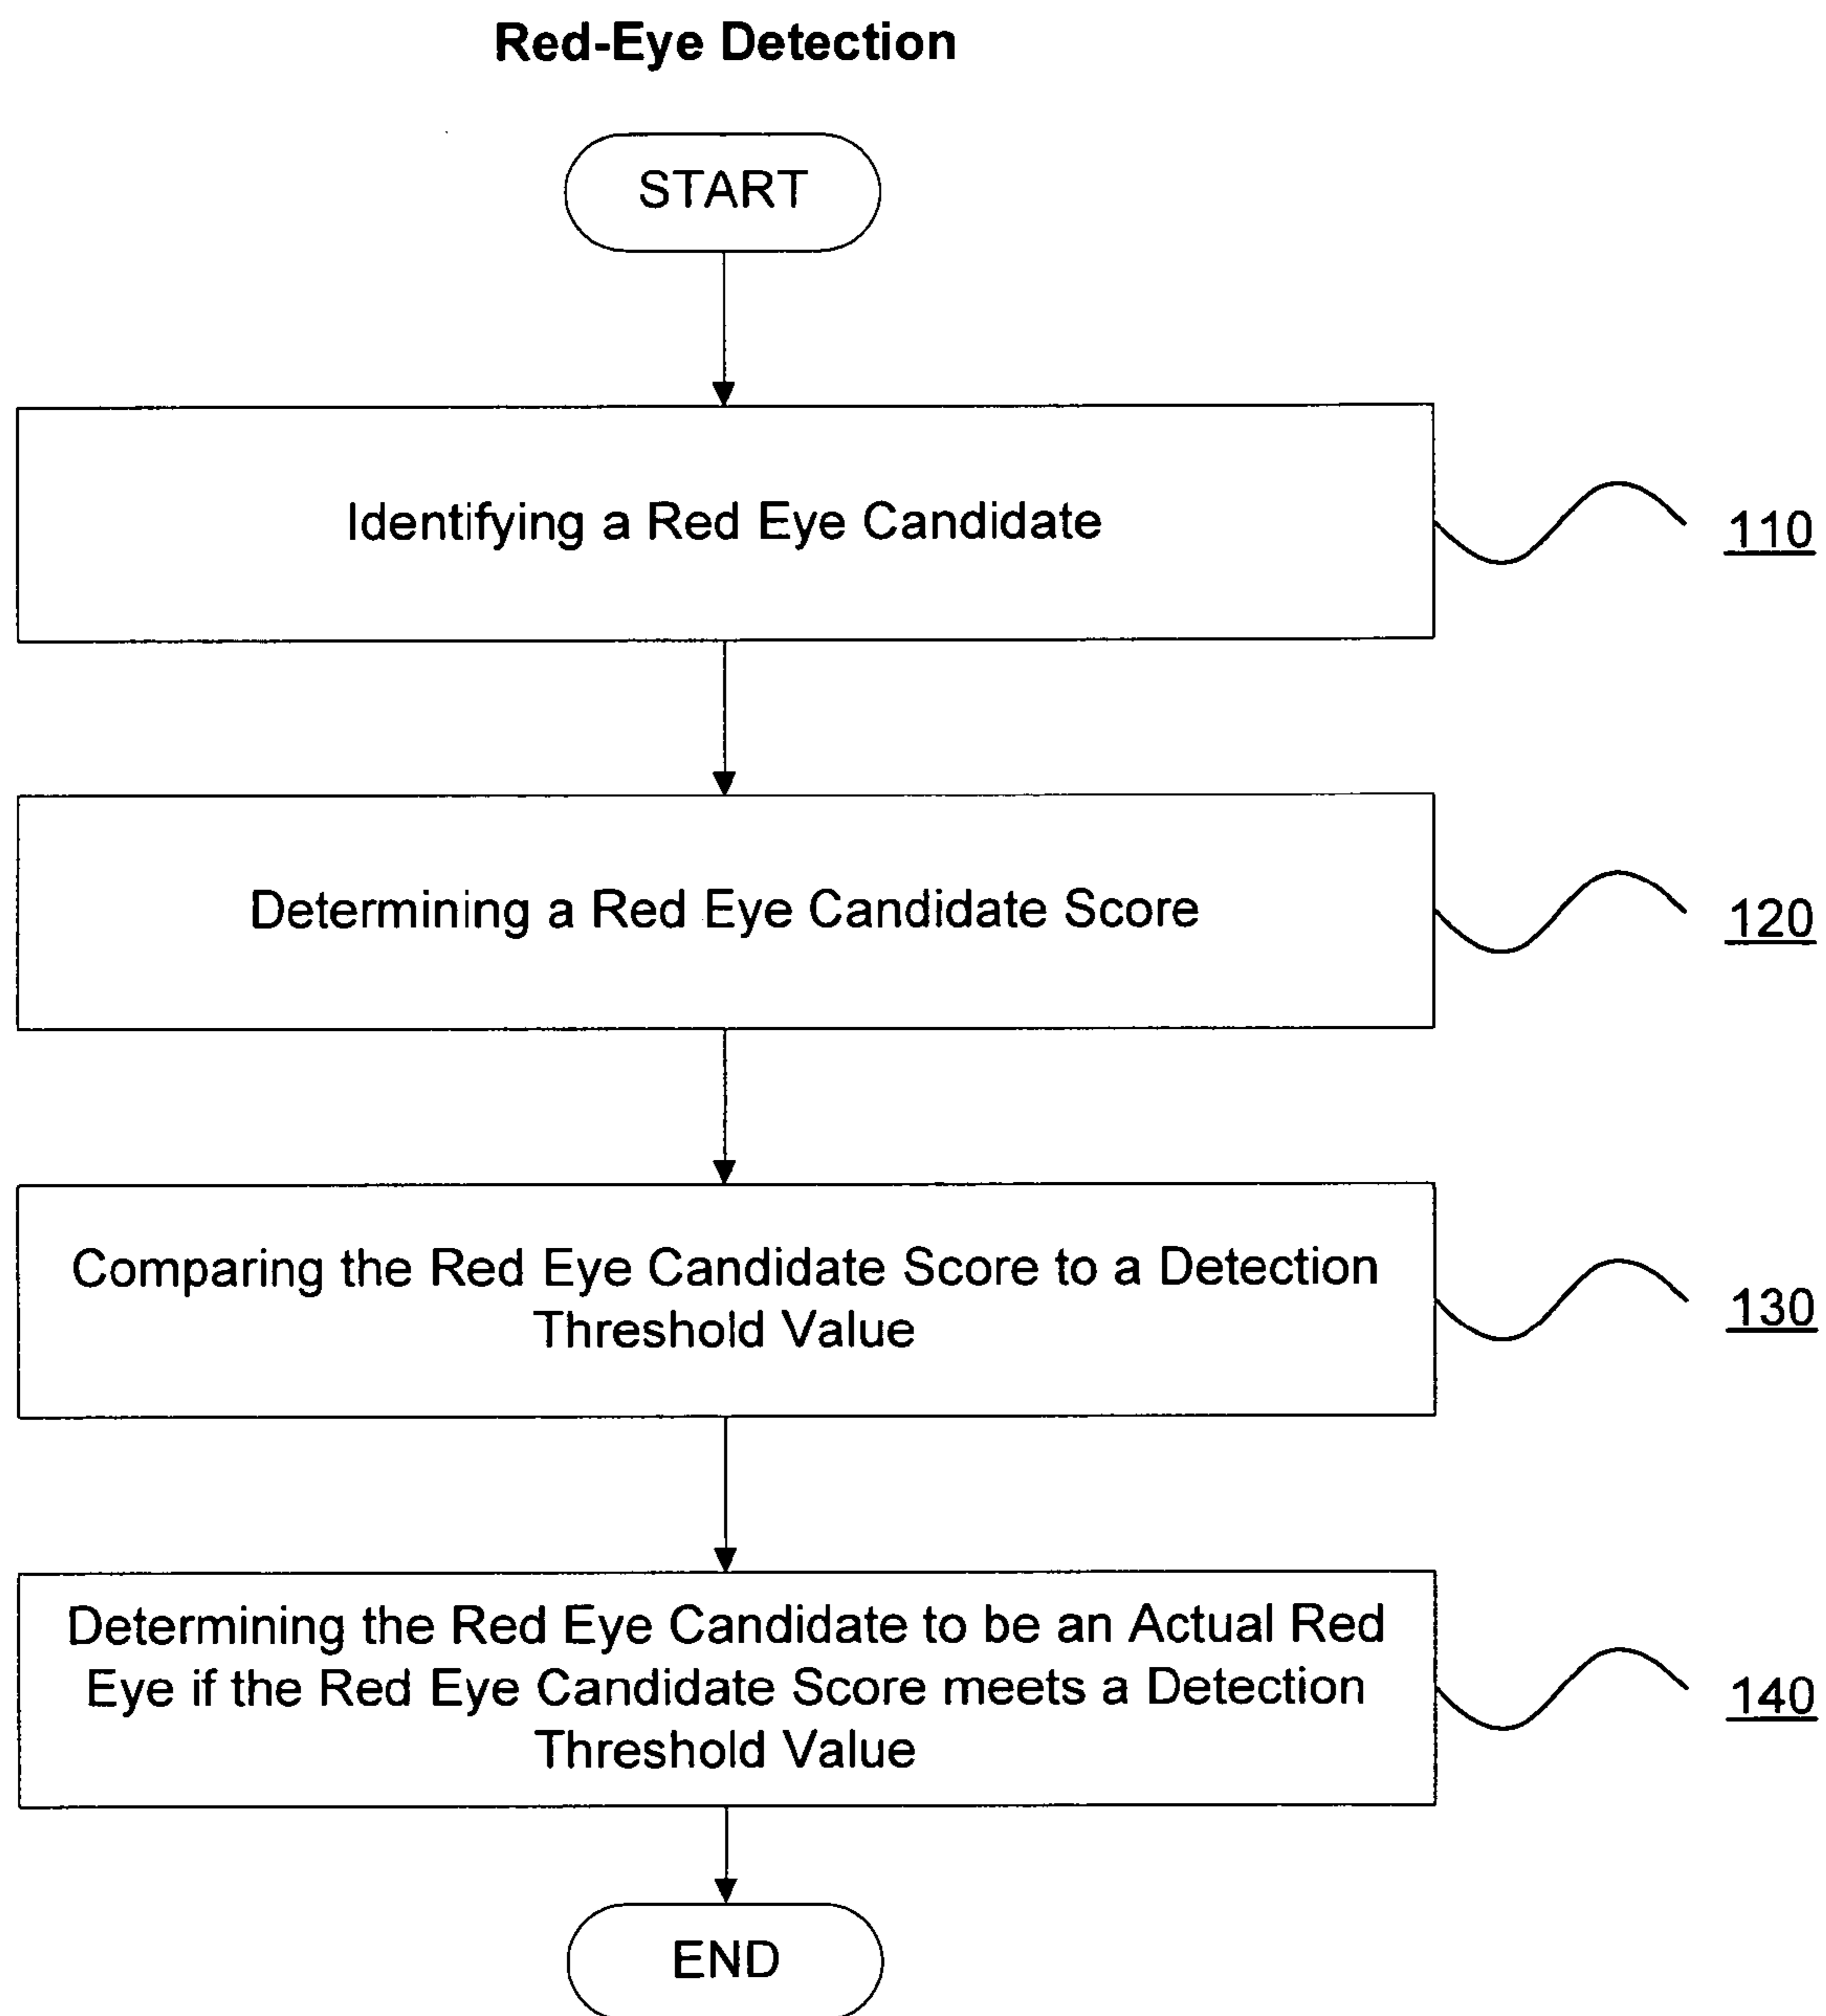 Red-Eye Detection
START
Identifying a Red Eye Candidate
110
Determining a Red Eye Candidate Score
120
Comparing the Red Eye Candidate Score to a Detection
Threshold Value
130
Determining the Red Eye Candidate to be an Actual Red
Eye if the Red Eye Candidate Score meets a Detection
Threshold Value
140
END